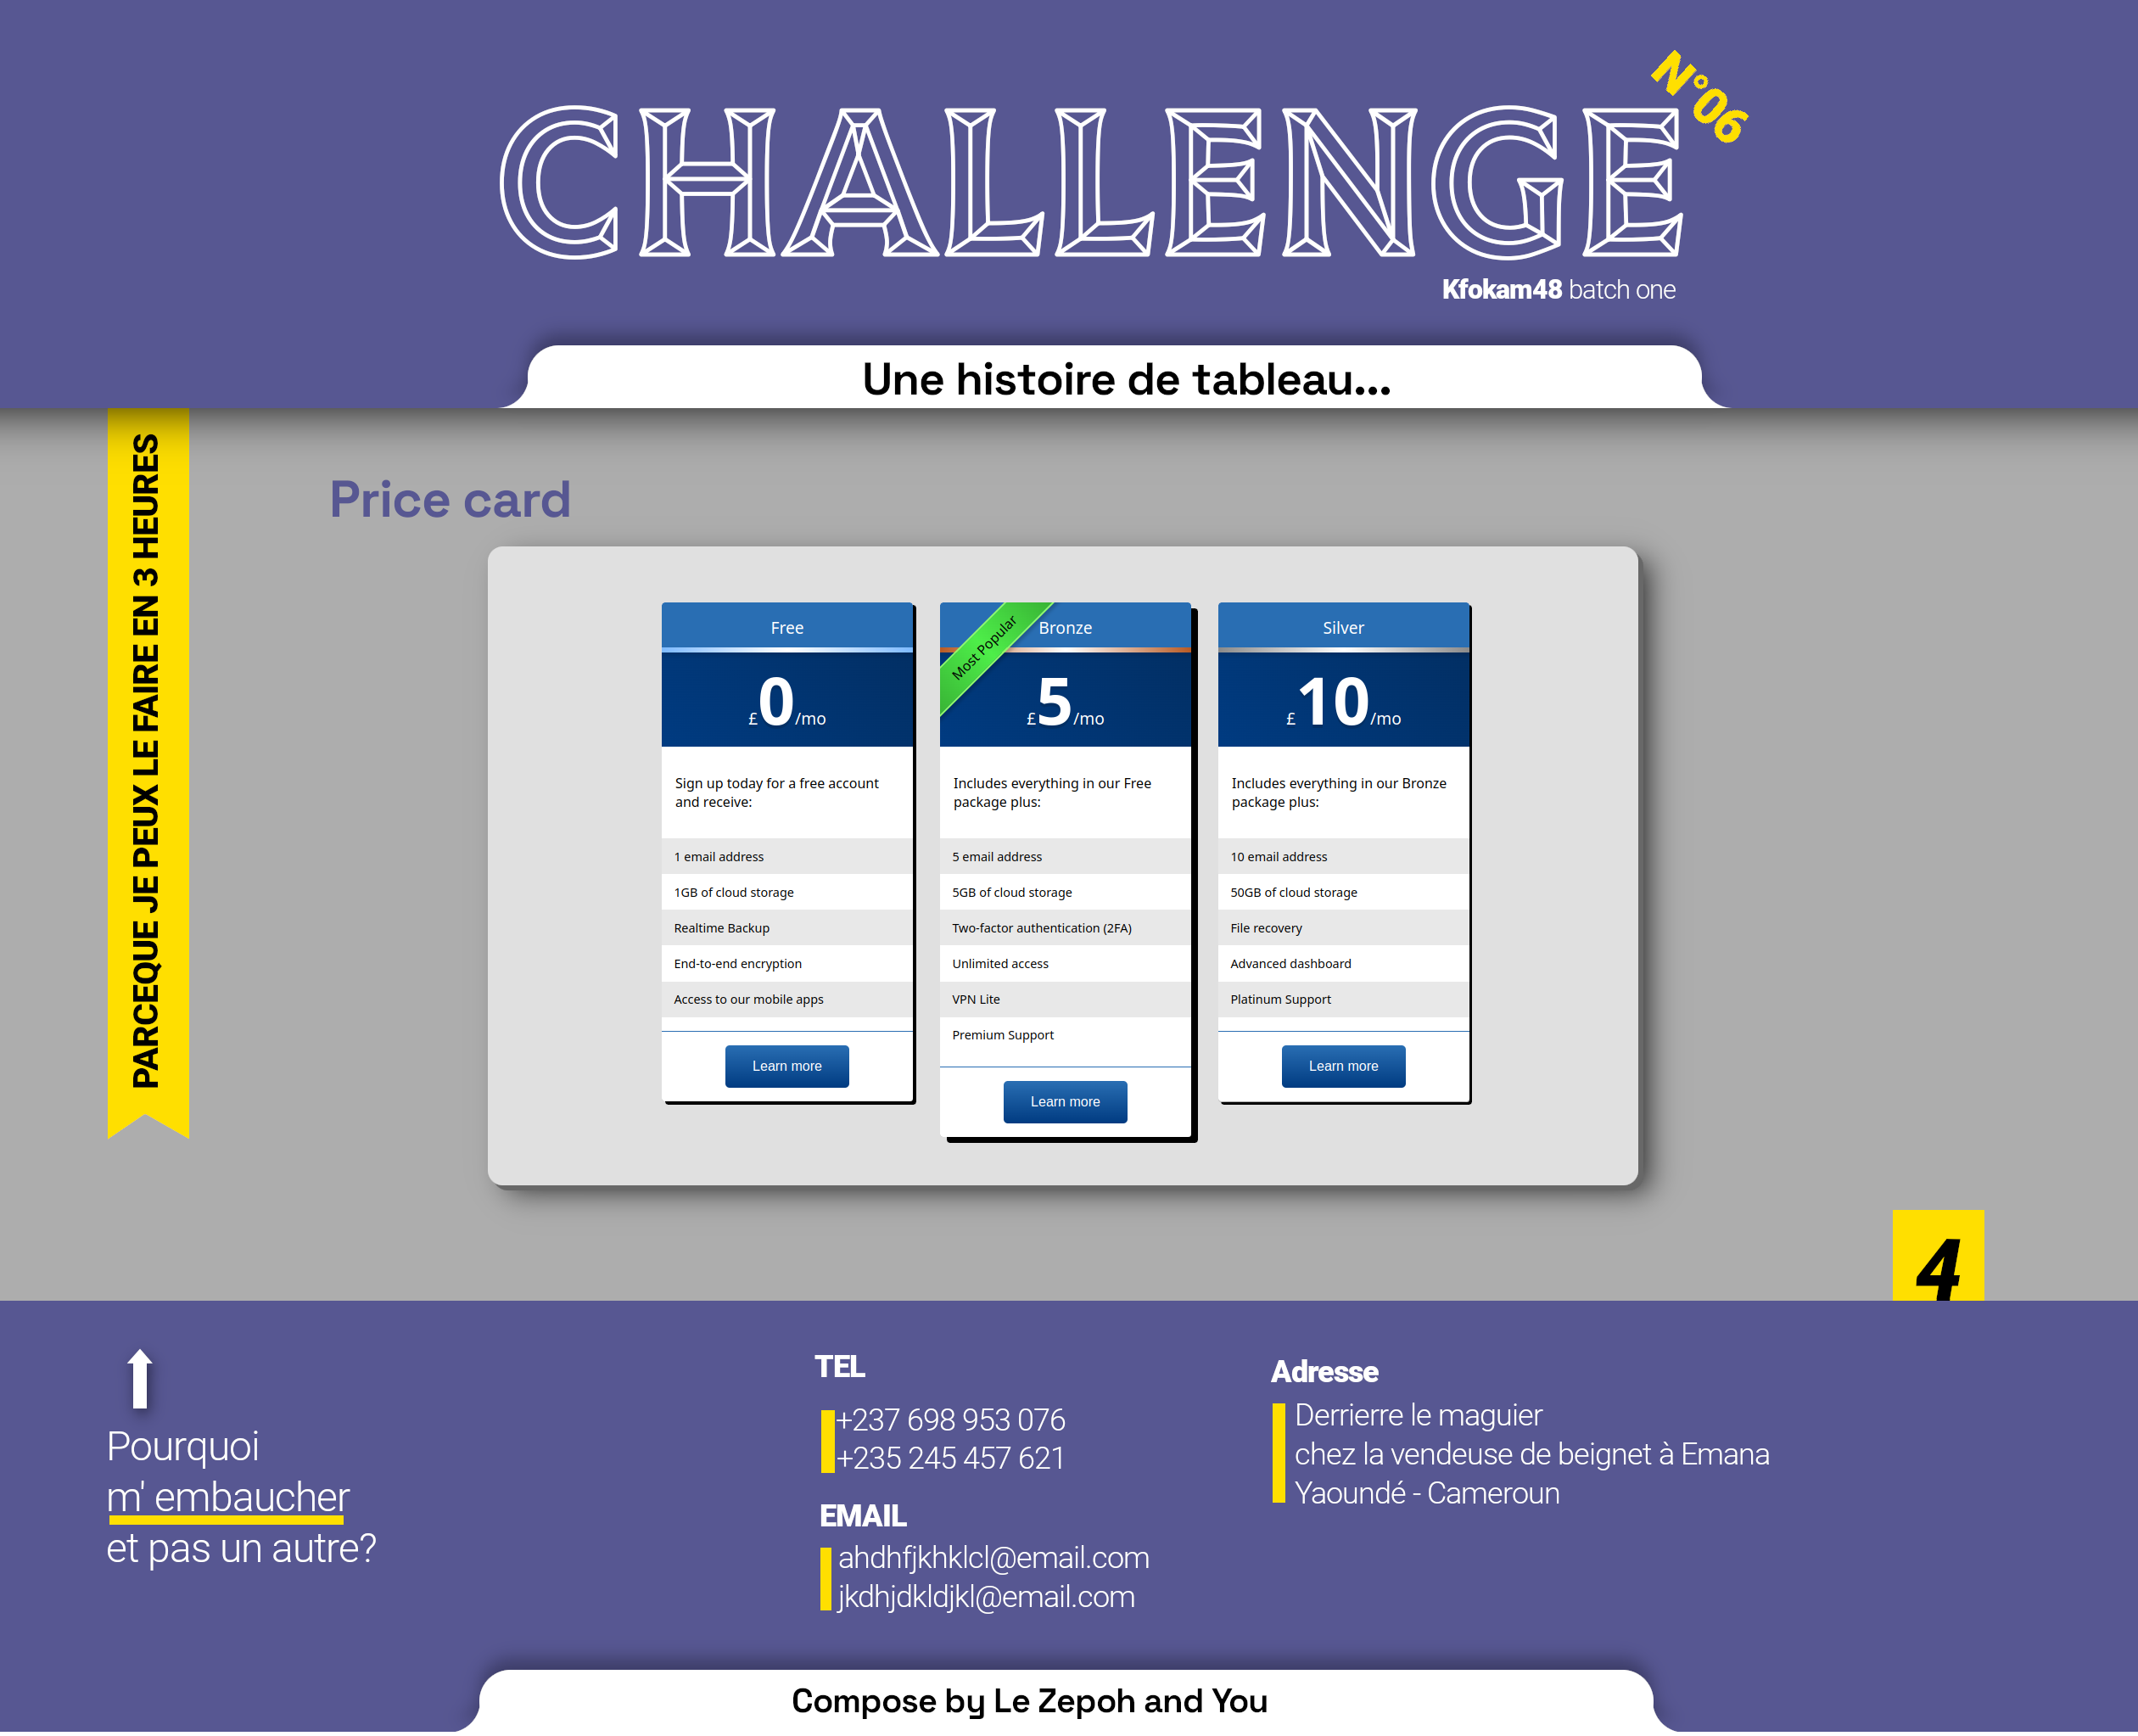 N°06
CHALLENGE
Kfokam48 batch one
Une histoire de tableau...
PARCEQUE JE PEUX LE FAIRE EN 3 HEURES
Price card
Free
£0/mo
Sign up today for a free account
and receive:
1 email address
1GB of cloud storage
Realtime Backup
End-to-end encryption
Access to our mobile apps
Learn more
Most Popular
Bronze
£5/mo
Includes everything in our Free
package plus:
5 email address
5GB of cloud storage
Two-factor authentication (2FA)
Unlimited access
VPN Lite
Premium Support
Learn more
Silver
£10/mo
Includes everything in our Bronze
package plus:
10 email address
50GB of cloud storage
File recovery
Advanced dashboard
Platinum Support
Learn more
4
Pourquoi
m' embaucher
et pas un autre?
TEL
+237 698 953 076
+235 245 457 621
EMAIL
ahdhfjkhklcl@email.com
jkdhjdkldjkl@email.com
Adresse
Derrierre le maguier
chez la vendeuse de beignet à Emana
Yaoundé - Cameroun
Compose by Le Zepoh and You